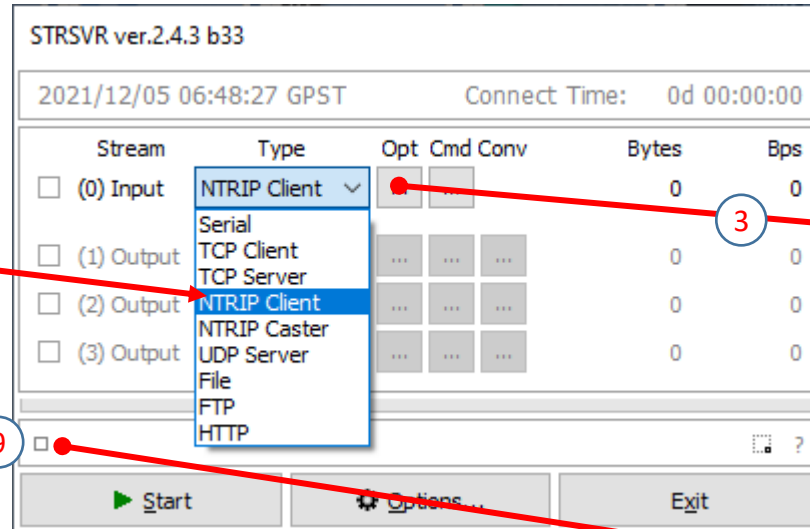 STRSVR ver.2.4.3 b33
2021/12/05 06:48:27 GPST Connect Time: 0d 00:00:00
Stream Type Opt Cmd Conv Bytes Bps
(0) Input NTRIP Client ... ... 0 0
3
Serial
(1) Output TCP Client ... ... ... 0 0
TCP Server
(2) Output NTRIP Client ... ... ... 0 0
NTRIP Caster
(3) Output UDP Server ... ... ... 0 0
File
FTP
HTTP
9 ?
Start Options... Exit